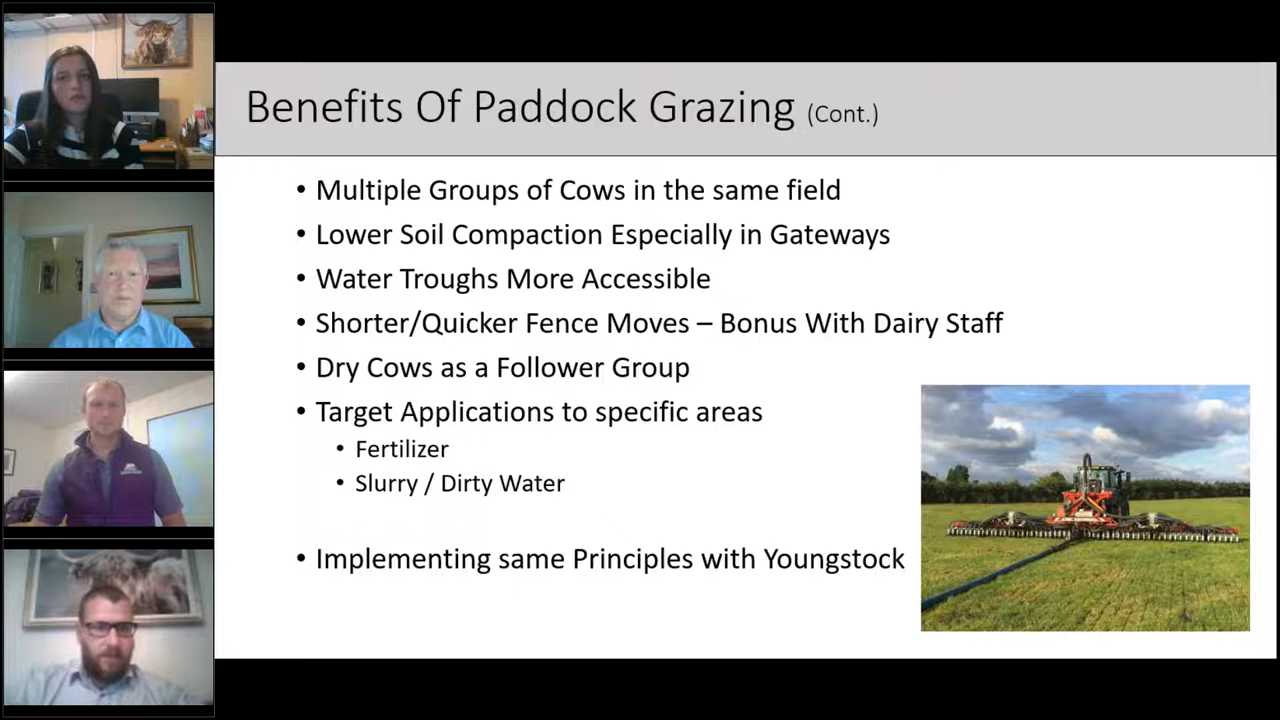 Benefits Of Paddock Grazing (Cont.)
• Multiple Groups of Cows in the same field
• Lower Soil Compaction Especially in Gateways
• Water Troughs More Accessible
• Shorter/Quicker Fence Moves – Bonus With Dairy Staff
• Dry Cows as a Follower Group
• Target Applications to specific areas
• Fertilizer
• Slurry / Dirty Water
• Implementing same Principles with Youngstock